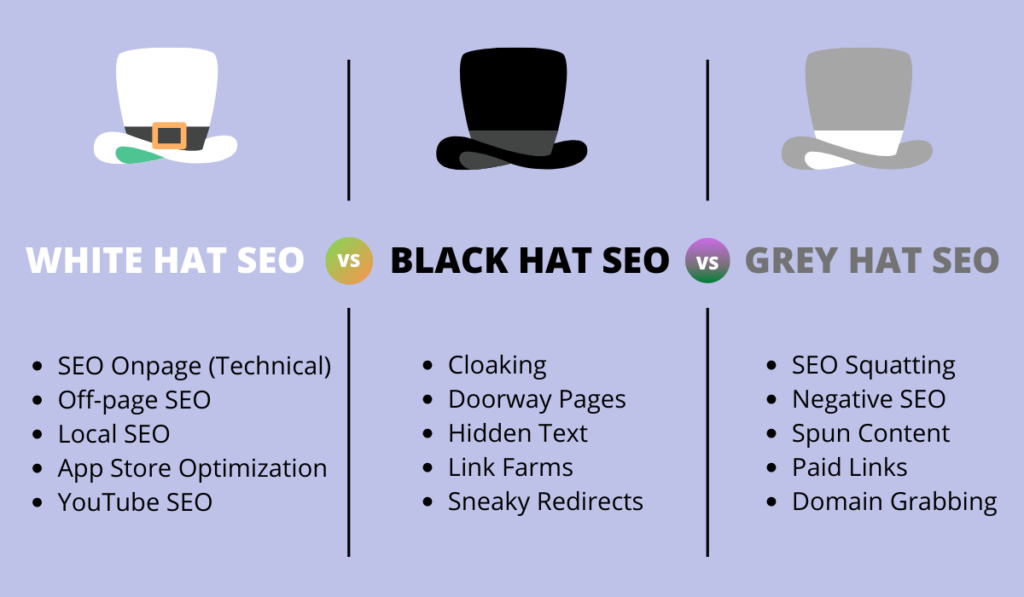 WHITE HAT SEO
vs
BLACK HAT SEO
vs
GREY HAT SEO
• SEO Onpage (Technical)
• Off-page SEO
• Local SEO
• App Store Optimization
• YouTube SEO
• Cloaking
• Doorway Pages
• Hidden Text
• Link Farms
• Sneaky Redirects
• SEO Squatting
• Negative SEO
• Spun Content
• Paid Links
• Domain Grabbing